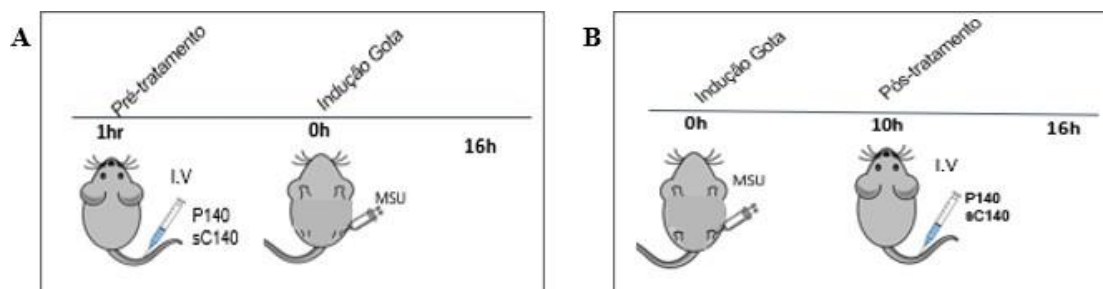 A
Pré-tratamento
Indução Gota
1hr
0h
16h
I.V
P140
sC140
MSU
B
Indução Gota
Pós-tratamento
0h
10h
16h
MSU
I.V
P140
sC140